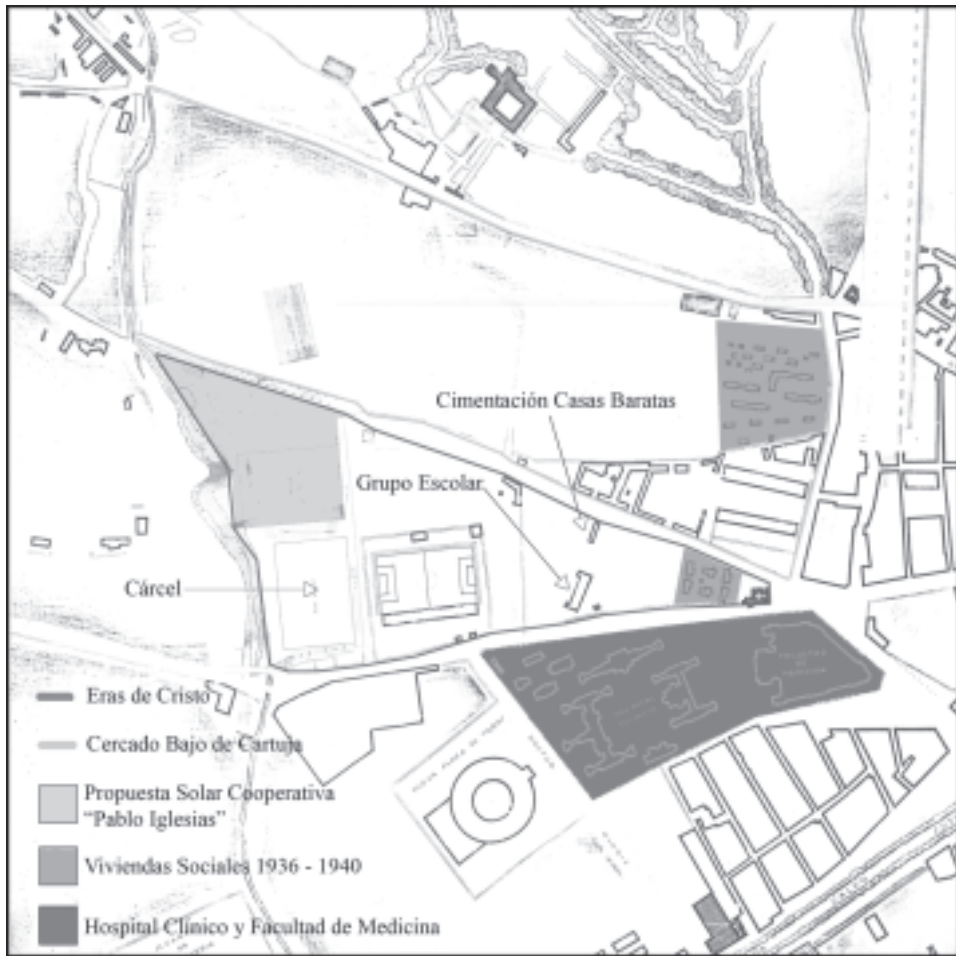 Cimentación Casas Baratas
Grupo Escolar
Cárcel
Eras de Cristo
Cercado Bajo de Cartuja
Propuesta Solar Cooperativa
“Pablo Iglesias”
Viviendas Sociales 1936 - 1940
Hospital Clínico y Facultad de Medicina